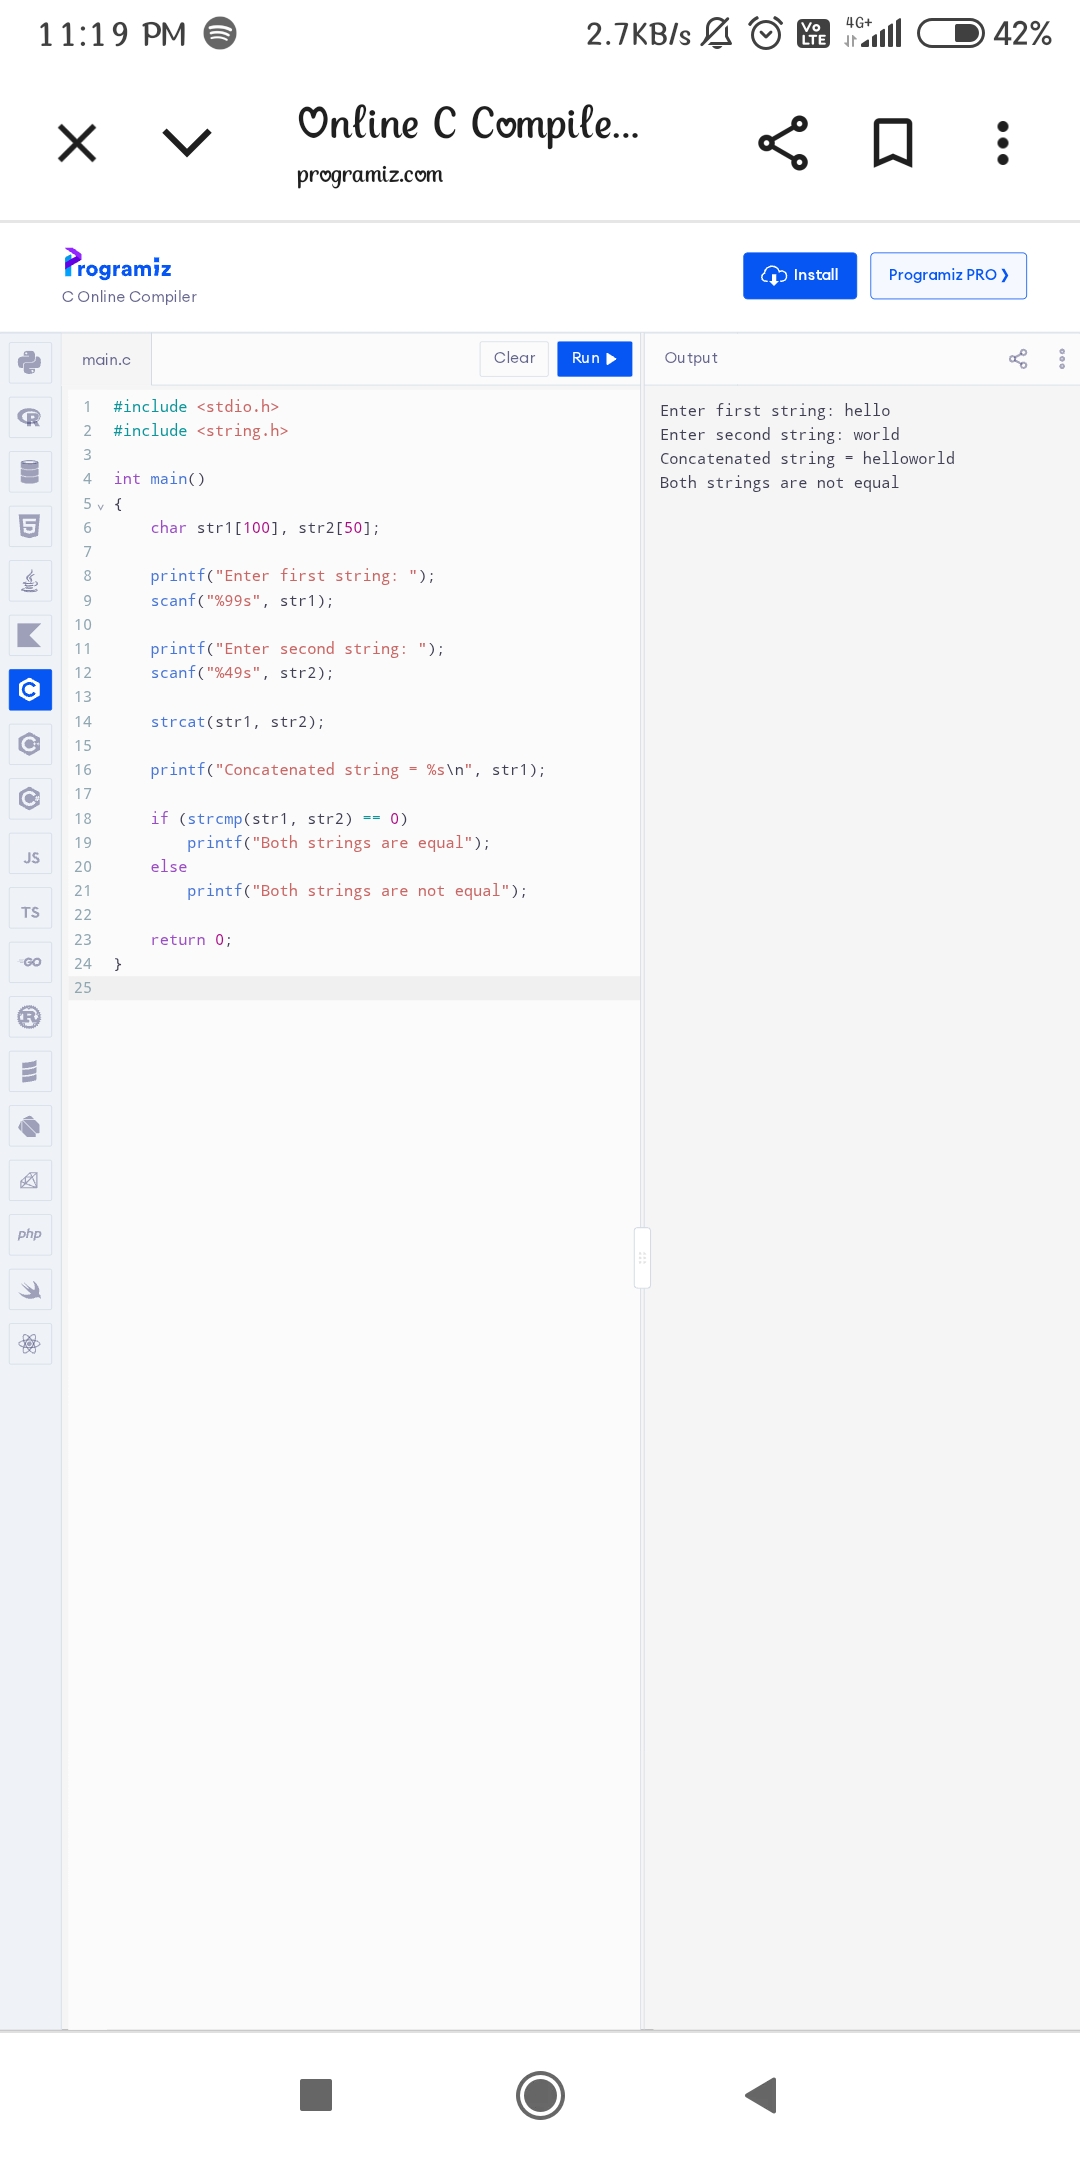 11:19 PM 2.7KB/s Vo LTE 4G+ 42%
Online C Compile...
programiz.com
Programiz
C Online Compiler
Install
Programiz PRO ❯
main.c
Clear
Run
Output
1 #include <stdio.h>
2 #include <string.h>
3
4 int main()
5 {
6     char str1[100], str2[50];
7
8     printf("Enter first string: ");
9     scanf("%99s", str1);
10
11     printf("Enter second string: ");
12     scanf("%49s", str2);
13
14     strcat(str1, str2);
15
16     printf("Concatenated string = %s\n", str1);
17
18     if (strcmp(str1, str2) == 0)
19         printf("Both strings are equal");
20     else
21         printf("Both strings are not equal");
22
23     return 0;
24 }
25
Enter first string: hello
Enter second string: world
Concatenated string = helloworld
Both strings are not equal
JS
TS
GO
php